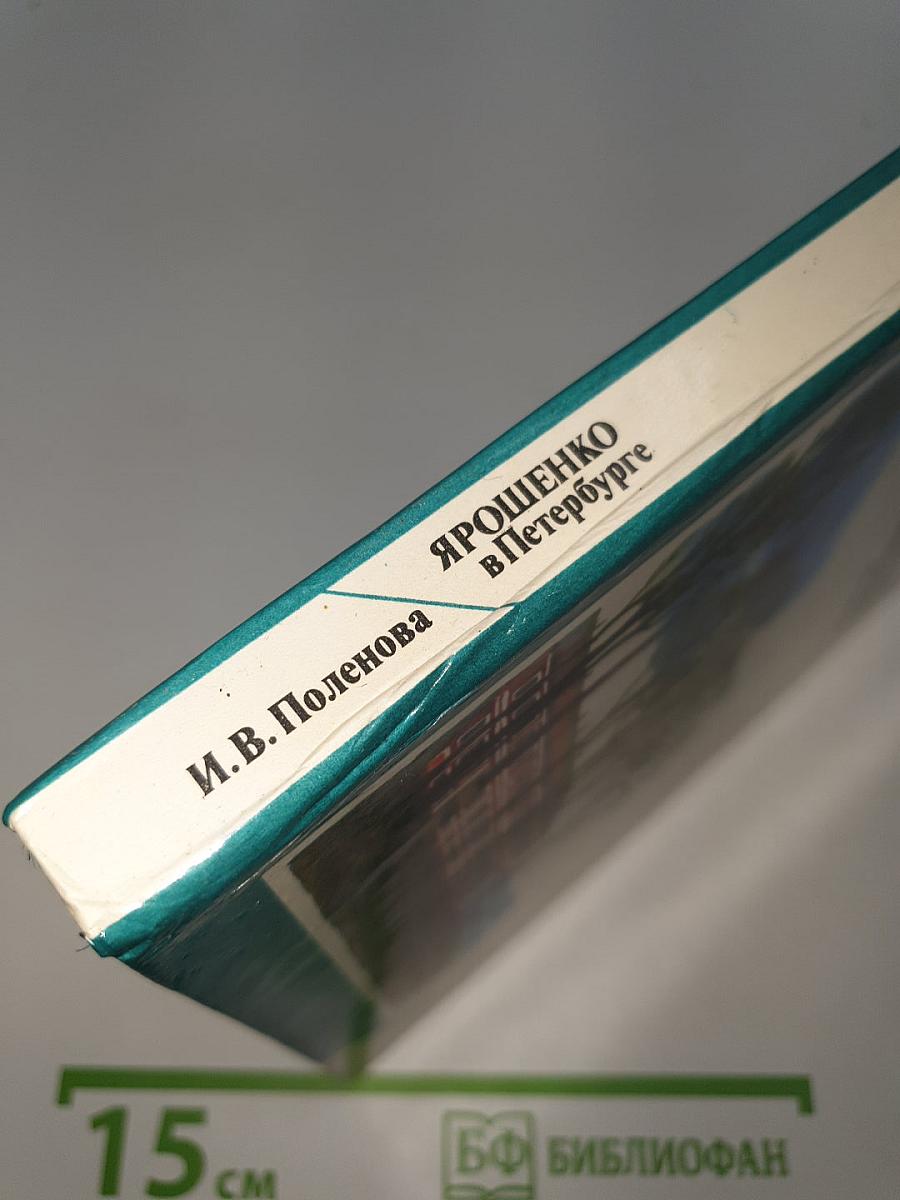 И. В. Поленова
ЯРОШЕНКО
в Петербурге
15 см
БФ БИБЛИОФАН